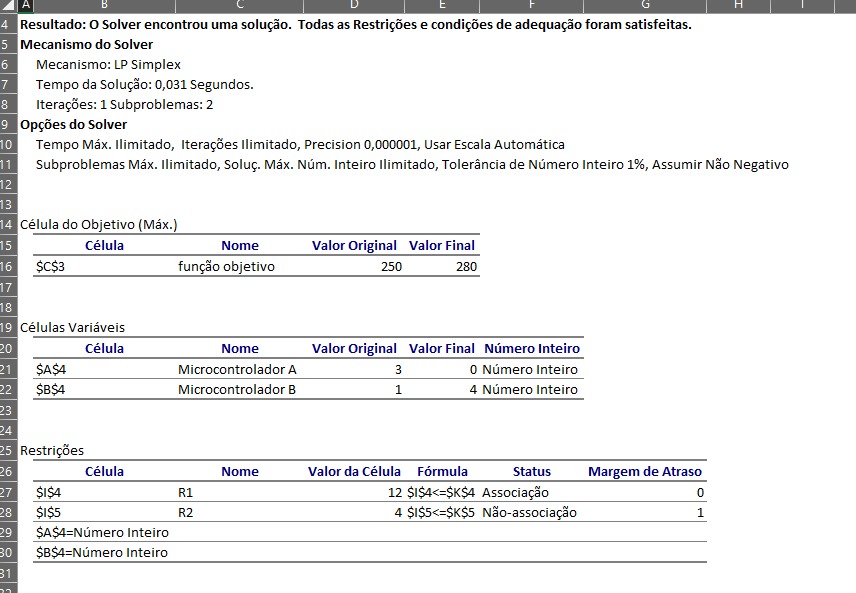 A B C D E F G H I
4 Resultado: O Solver encontrou uma solução. Todas as Restrições e condições de adequação foram satisfeitas.
5 Mecanismo do Solver
6 Mecanismo: LP Simplex
7 Tempo da Solução: 0,031 Segundos.
8 Iterações: 1 Subproblemas: 2
9 Opções do Solver
10 Tempo Máx. Ilimitado, Iterações Ilimitado, Precision 0,000001, Usar Escala Automática
11 Subproblemas Máx. Ilimitado, Soluç. Máx. Núm. Inteiro Ilimitado, Tolerância de Número Inteiro 1%, Assumir Não Negativo
12
13
14 Célula do Objetivo (Máx.)
15 Célula Nome Valor Original Valor Final
16 $C$3 função objetivo 250 280
17
18
19 Células Variáveis
20 Célula Nome Valor Original Valor Final Número Inteiro
21 $A$4 Microcontrolador A 3 0 Número Inteiro
22 $B$4 Microcontrolador B 1 4 Número Inteiro
23
24
25 Restrições
26 Célula Nome Valor da Célula Fórmula Status Margem de Atraso
27 $I$4 R1 12 $I$4<=$K$4 Associação 0
28 $I$5 R2 4 $I$5<=$K$5 Não-associação 1
29 $A$4=Número Inteiro
30 $B$4=Número Inteiro
31